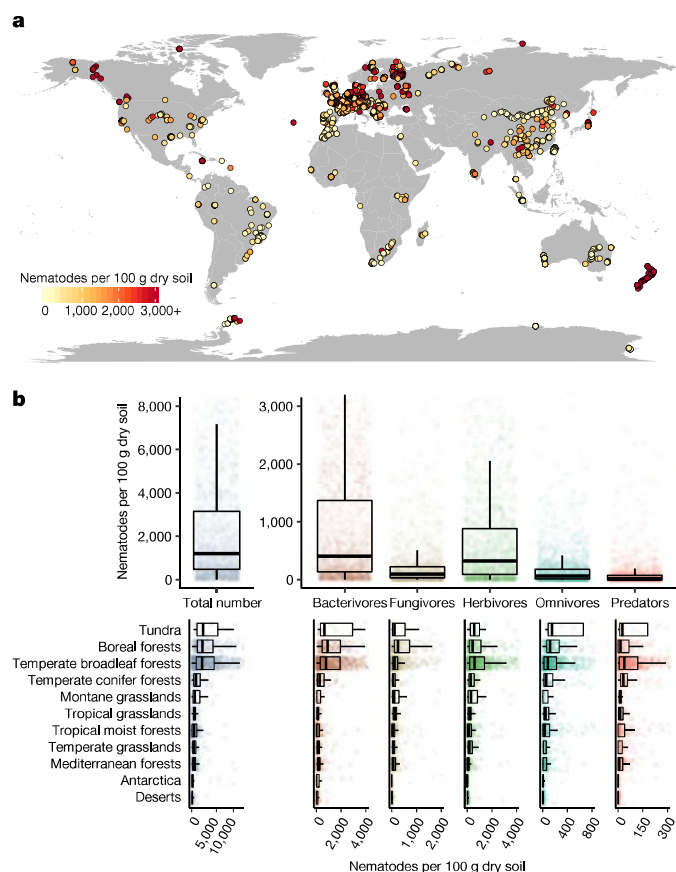 a
Nematodes per 100 g dry soil
0 1,000 2,000 3,000+
b
Nematodes per 100 g dry soil
8,000
6,000
4,000
2,000
0
3,000
2,000
1,000
0
Total number Bacterivores Fungivores Herbivores Omnivores Predators
Tundra
Boreal forests
Temperate broadleaf forests
Temperate conifer forests
Montane grasslands
Tropical grasslands
Tropical moist forests
Temperate grasslands
Mediterranean forests
Antarctica
Deserts
0 5,000 10,000 0 2,000 4,000 0 1,000 2,000 0 2,000 4,000 0 400 800 0 150 300
Nematodes per 100 g dry soil